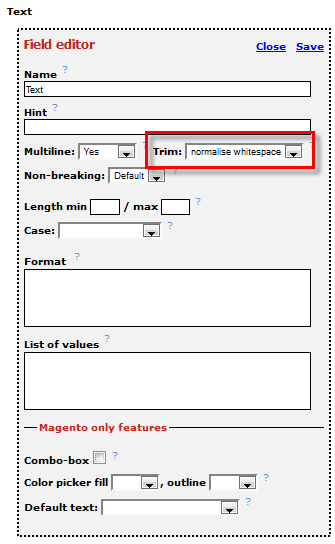 Text
Field editor Close Save
Name ?
Text
Hint ?
Multiline: Yes ? Trim: normalise whitespace ?
Non-breaking: Default ?
Length min / max ?
Case: ?
Format ?
List of values ?
Magento only features
Combo-box ?
Color picker fill , outline ?
Default text: ?